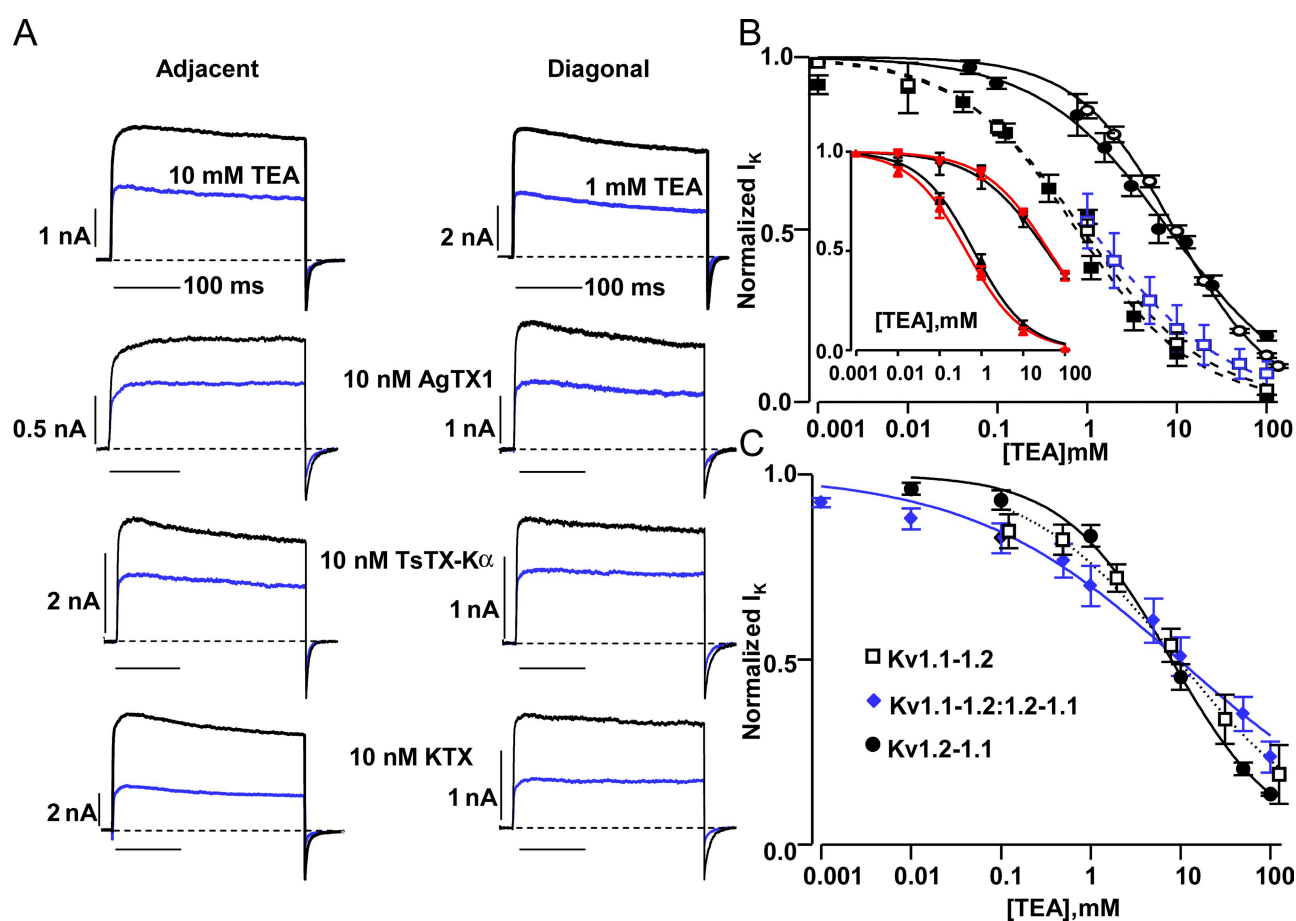 A
Adjacent
Diagonal
10 mM TEA
1 nA
100 ms
1 mM TEA
2 nA
100 ms
10 nM AgTX1
0.5 nA
1 nA
10 nM TsTX-Kα
2 nA
1 nA
10 nM KTX
2 nA
1 nA
B
1.0
0.5
0.0
Normalized IK
0.001 0.01 0.1 1 10 100
[TEA],mM
1.0
0.5
0.0
[TEA],mM
0.001 0.01 0.1 1 10 100
C
1.0
0.5
0.0
Normalized IK
Kv1.1-1.2
Kv1.1-1.2:1.2-1.1
Kv1.2-1.1
0.001 0.01 0.1 1 10 100
[TEA],mM